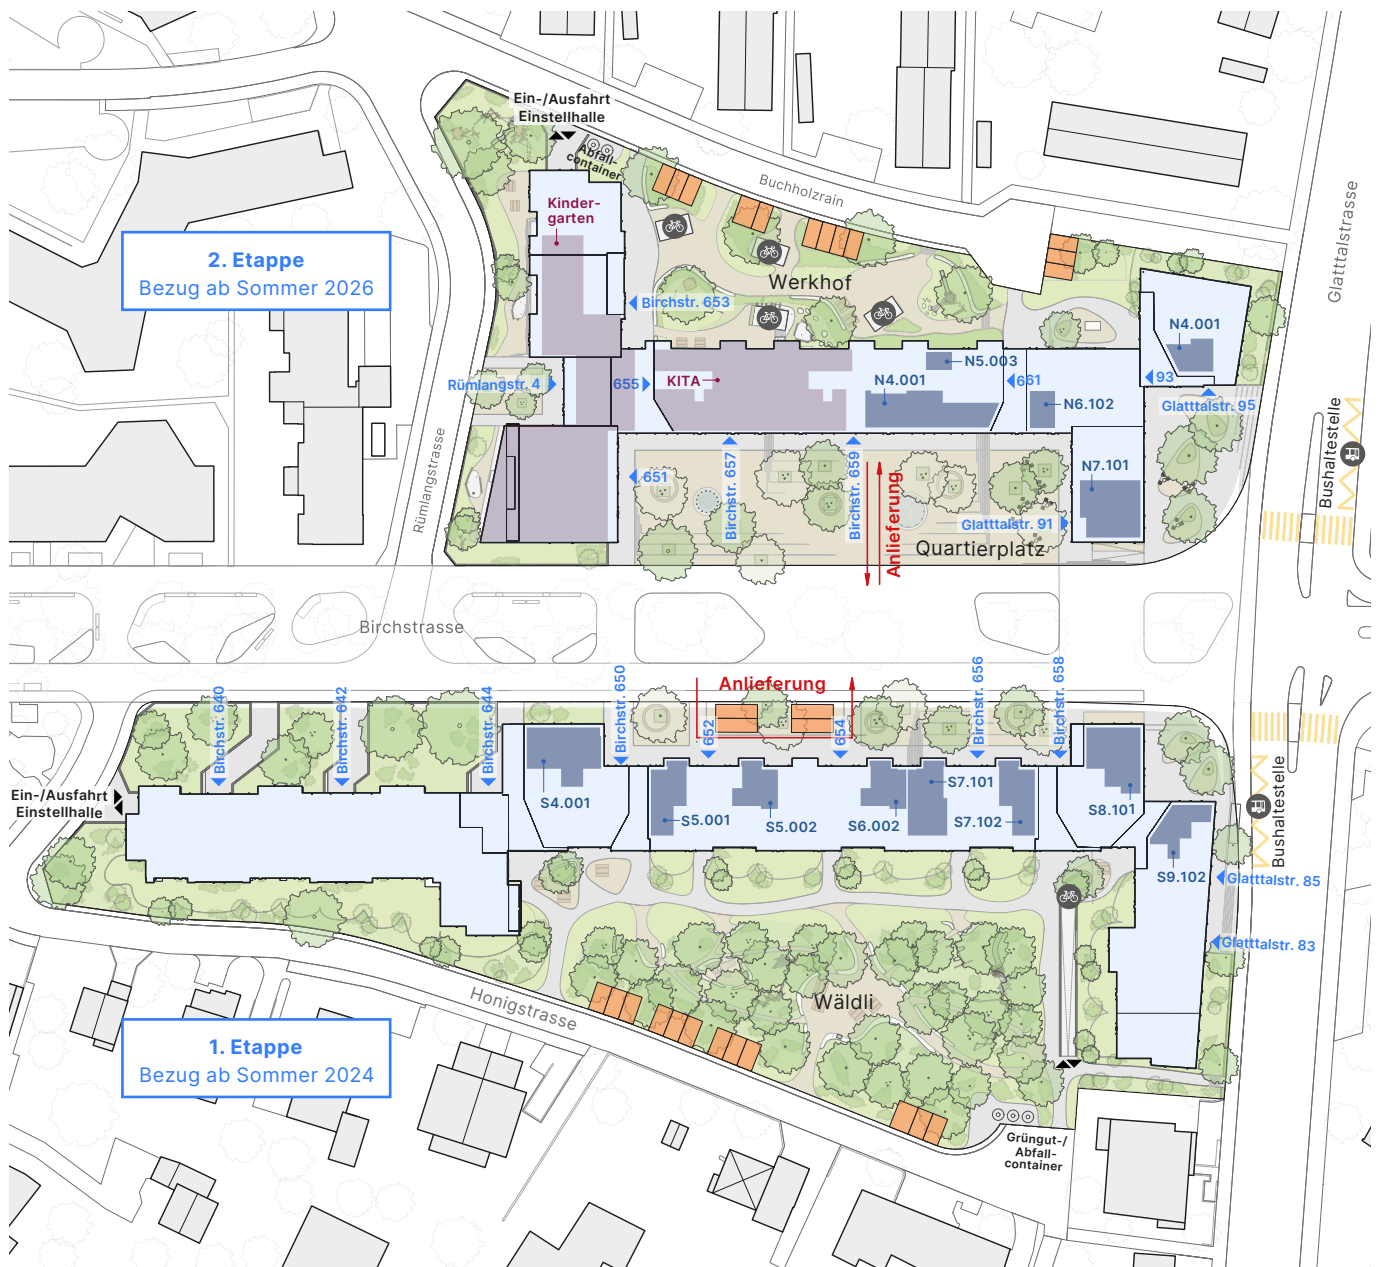 Ein-/Ausfahrt
Einstellhalle
Abfall-
container
Buchholzrain
Glatttalstrasse
Kinder-
garten
2. Etappe
Bezug ab Sommer 2026
Werkhof
Birchstr. 653
N4.001
N5.003
Rümlangstr. 4
655
KITA
N4.001
661
93
N6.102
Glatttalstr. 95
Bushaltestelle
Rümlangstrasse
651
Birchstr. 657
Birchstr. 659
Anlieferung
N7.101
Glatttalstr. 91
Quartierplatz
Birchstrasse
Birchstr. 640
Birchstr. 642
Birchstr. 644
Birchstr. 650
Anlieferung
652
654
Birchstr. 656
Birchstr. 658
Ein-/Ausfahrt
Einstellhalle
S4.001
S5.001
S5.002
S6.002
S7.101
S7.102
S8.101
S9.102
Bushaltestelle
Glatttalstr. 85
Glatttalstr. 83
Honigstrasse
Wäldli
1. Etappe
Bezug ab Sommer 2024
Grüngut-/
Abfall-
container